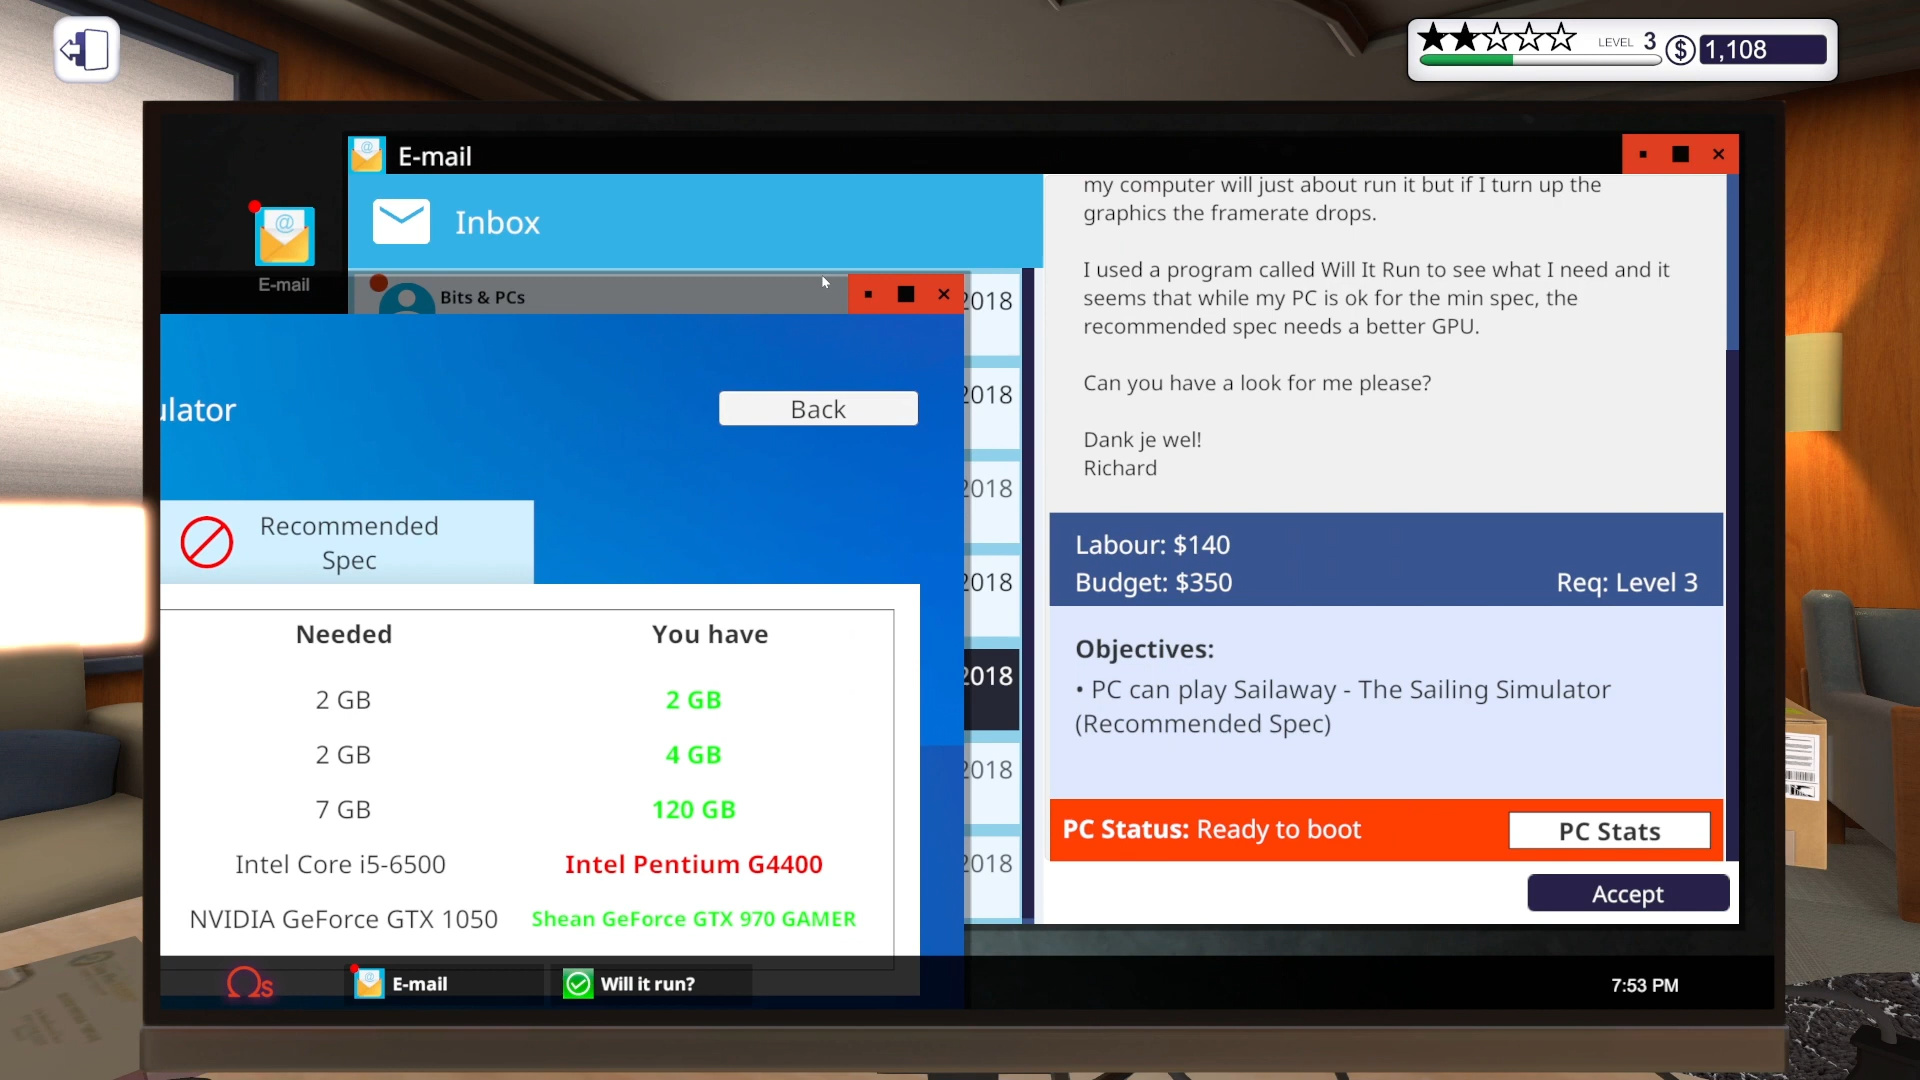 LEVEL 3
$ 1,108
E-mail
E-mail
Inbox
Bits & PCs
2018
2018
2018
2018
2018
2018
2018
my computer will just about run it but if I turn up the
graphics the framerate drops.
I used a program called Will It Run to see what I need and it
seems that while my PC is ok for the min spec, the
recommended spec needs a better GPU.
Can you have a look for me please?
Dank je wel!
Richard
Labour: $140
Budget: $350
Req: Level 3
Objectives:
• PC can play Sailaway - The Sailing Simulator
(Recommended Spec)
PC Status: Ready to boot
PC Stats
Accept
ulator
Back
Recommended
Spec
Needed You have
2 GB 2 GB
2 GB 4 GB
7 GB 120 GB
Intel Core i5-6500 Intel Pentium G4400
NVIDIA GeForce GTX 1050 Shean GeForce GTX 970 GAMER
Ωs
E-mail
Will it run?
7:53 PM